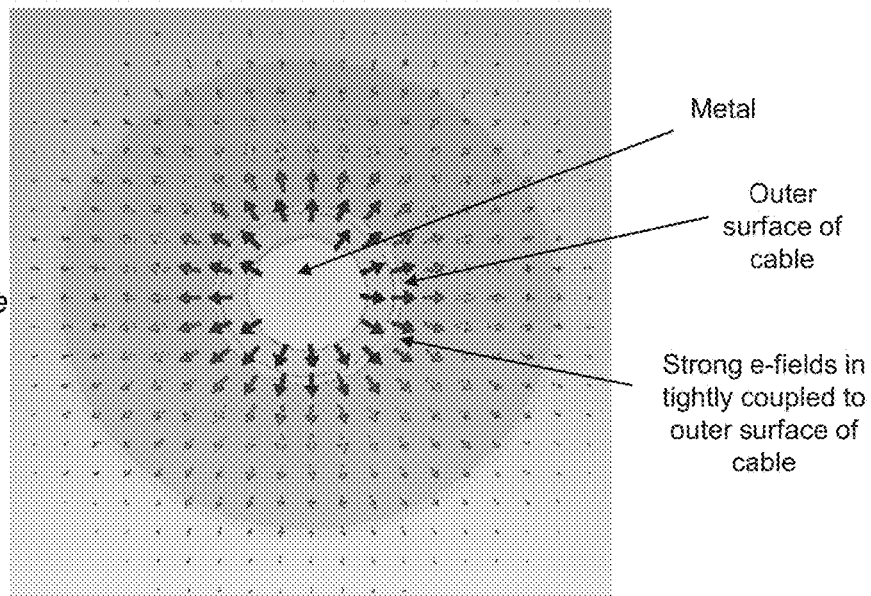 Metal
Outer
surface of
cable
e
Strong e-fields in
tightly coupled to
outer surface of
cable